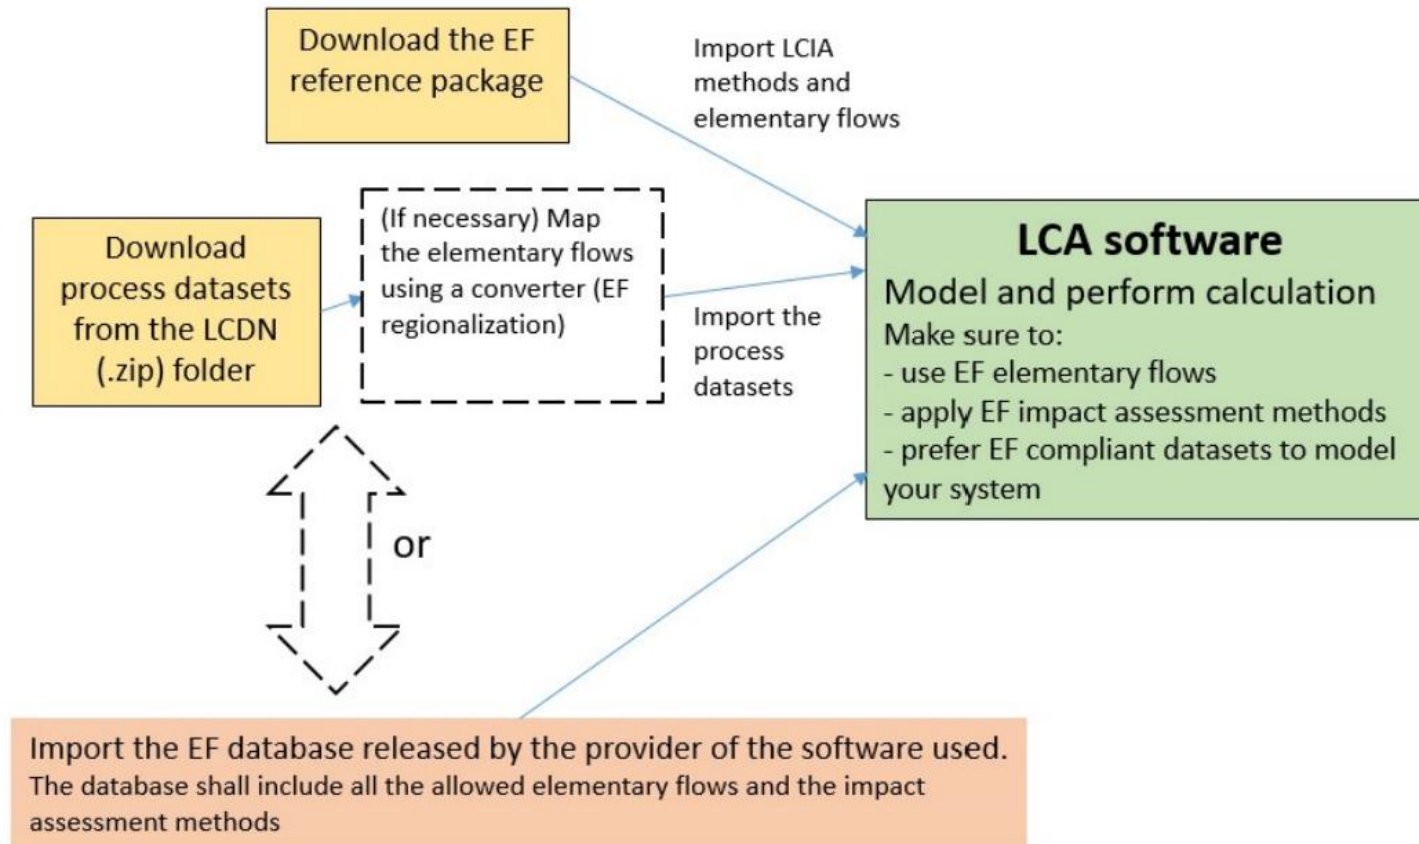 Download the EF
reference package
Import LCIA
methods and
elementary flows
Download
process datasets
from the LCDN
(.zip) folder
(If necessary) Map
the elementary flows
using a converter (EF
regionalization)
Import the
process
datasets
LCA software
Model and perform calculation
Make sure to:
- use EF elementary flows
- apply EF impact assessment methods
- prefer EF compliant datasets to model
your system
or
Import the EF database released by the provider of the software used.
The database shall include all the allowed elementary flows and the impact
assessment methods